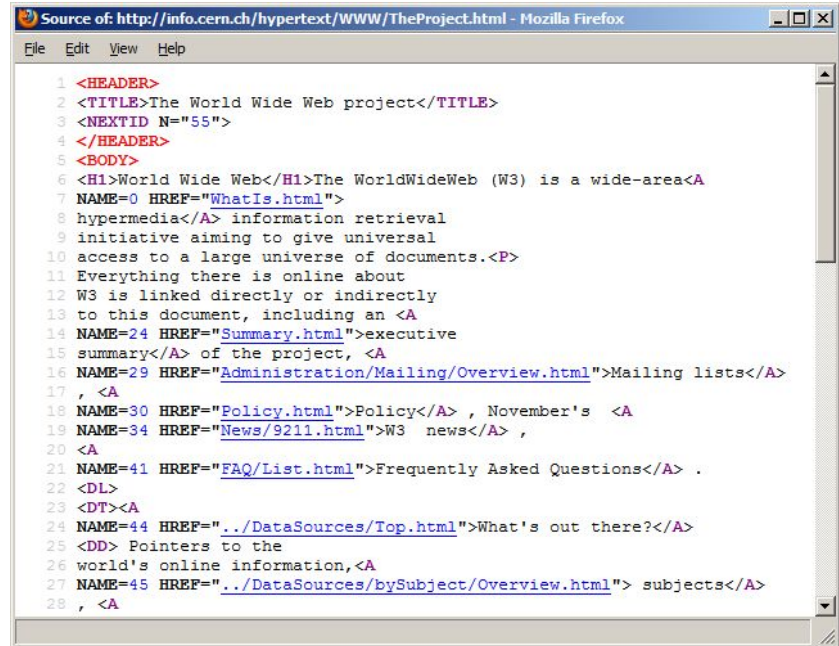 Source of: http://info.cern.ch/hypertext/WWW/TheProject.html - Mozilla Firefox
File Edit View Help
1 <HEADER>
2 <TITLE>The World Wide Web project</TITLE>
3 <NEXTID N="55">
4 </HEADER>
5 <BODY>
6 <H1>World Wide Web</H1>The WorldWideWeb (W3) is a wide-area<A
7 NAME=0 HREF="WhatIs.html">
8 hypermedia</A> information retrieval
9 initiative aiming to give universal
10 access to a large universe of documents.<P>
11 Everything there is online about
12 W3 is linked directly or indirectly
13 to this document, including an <A
14 NAME=24 HREF="Summary.html">executive
15 summary</A> of the project, <A
16 NAME=29 HREF="Administration/Mailing/Overview.html">Mailing lists</A>
17 , <A
18 NAME=30 HREF="Policy.html">Policy</A> , November's  <A
19 NAME=34 HREF="News/9211.html">W3  news</A> ,
20 <A
21 NAME=41 HREF="FAQ/List.html">Frequently Asked Questions</A> .
22 <DL>
23 <DT><A
24 NAME=44 HREF="../DataSources/Top.html">What's out there?</A>
25 <DD> Pointers to the
26 world's online information,<A
27 NAME=45 HREF="../DataSources/bySubject/Overview.html"> subjects</A>
28 , <A